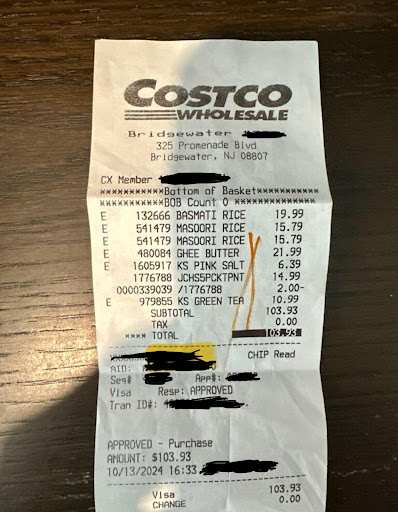 COSTCO
WHOLESALE
Bridgewater
325 Promenade Blvd
Bridgewater, NJ 08807
CX Member
***********Bottom of Basket***********
***********BOB Count 0 ***********
E 132666 BASMATI RICE 19.99
E 541479 MASOORI RICE 15.79
E 541479 MASOORI RICE 15.79
E 480084 GHEE BUTTER 21.99
E 1605917 KS PINK SALT 6.39
1776788 JCHS5PCKTPNT 14.99
0000339039 /1776788 2.00-
E 979855 KS GREEN TEA 10.99
SUBTOTAL 103.93
TAX 0.00
**** TOTAL 103.93
CHIP Read
AID:
Seq# App#:
Visa Resp: APPROVED
Tran ID#:
APPROVED - Purchase
AMOUNT: $103.93
10/13/2024 16:33
Visa 103.93
CHANGE 0.00